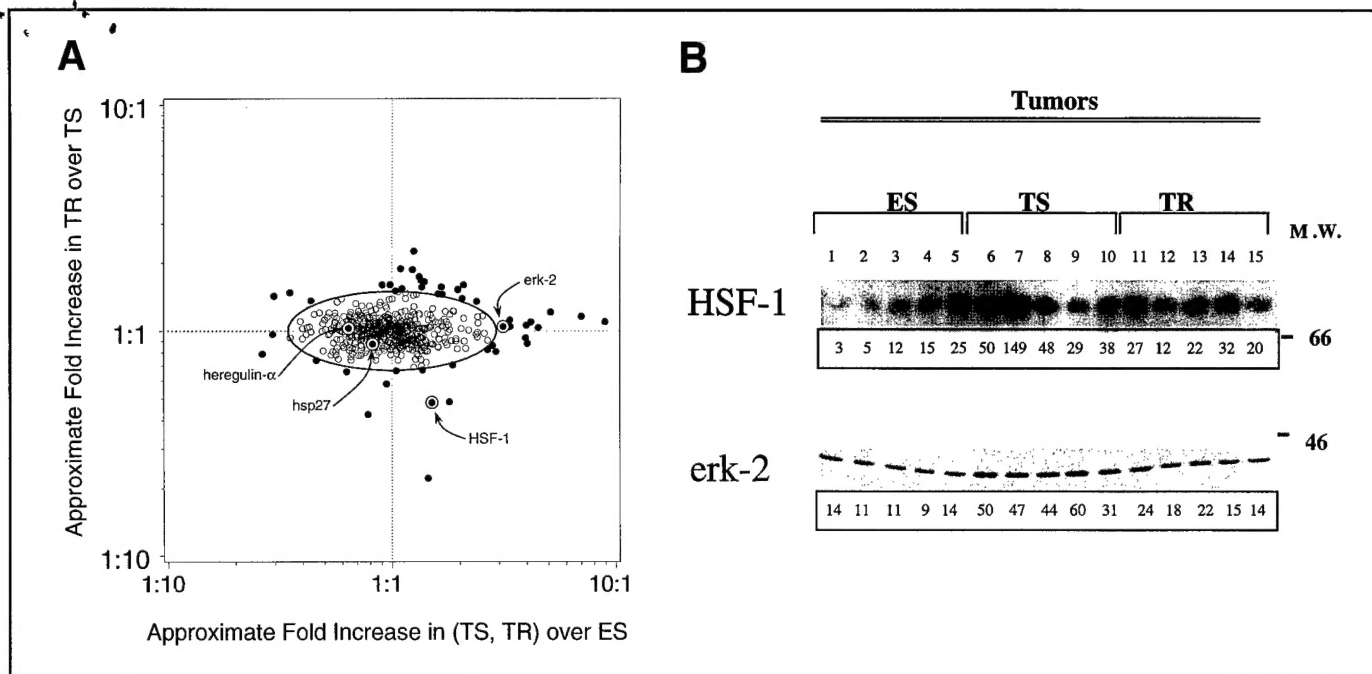 A
10:1
1:1
1:10
Approximate Fold Increase in TR over TS
erk-2
heregulin-α
hsp27
HSF-1
1:10
1:1
10:1
Approximate Fold Increase in (TS, TR) over ES
B
Tumors
ES TS TR
M.W.
1 2 3 4 5 6 7 8 9 10 11 12 13 14 15
HSF-1
66
3 5 12 15 25 50 149 48 29 38 27 12 22 32 20
46
erk-2
14 11 11 9 14 50 47 44 60 31 24 18 22 15 14